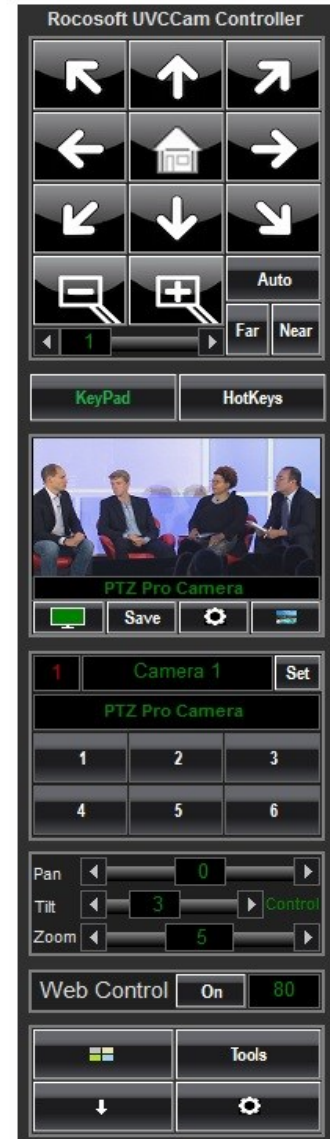 Rocosoft UVCCam Controller
Auto
1
Far Near
KeyPad HotKeys
PTZ Pro Camera
Save
1 Camera 1 Set
PTZ Pro Camera
1 2 3
4 5 6
Pan 0
Tilt 3 Control
Zoom 5
Web Control On 80
Tools